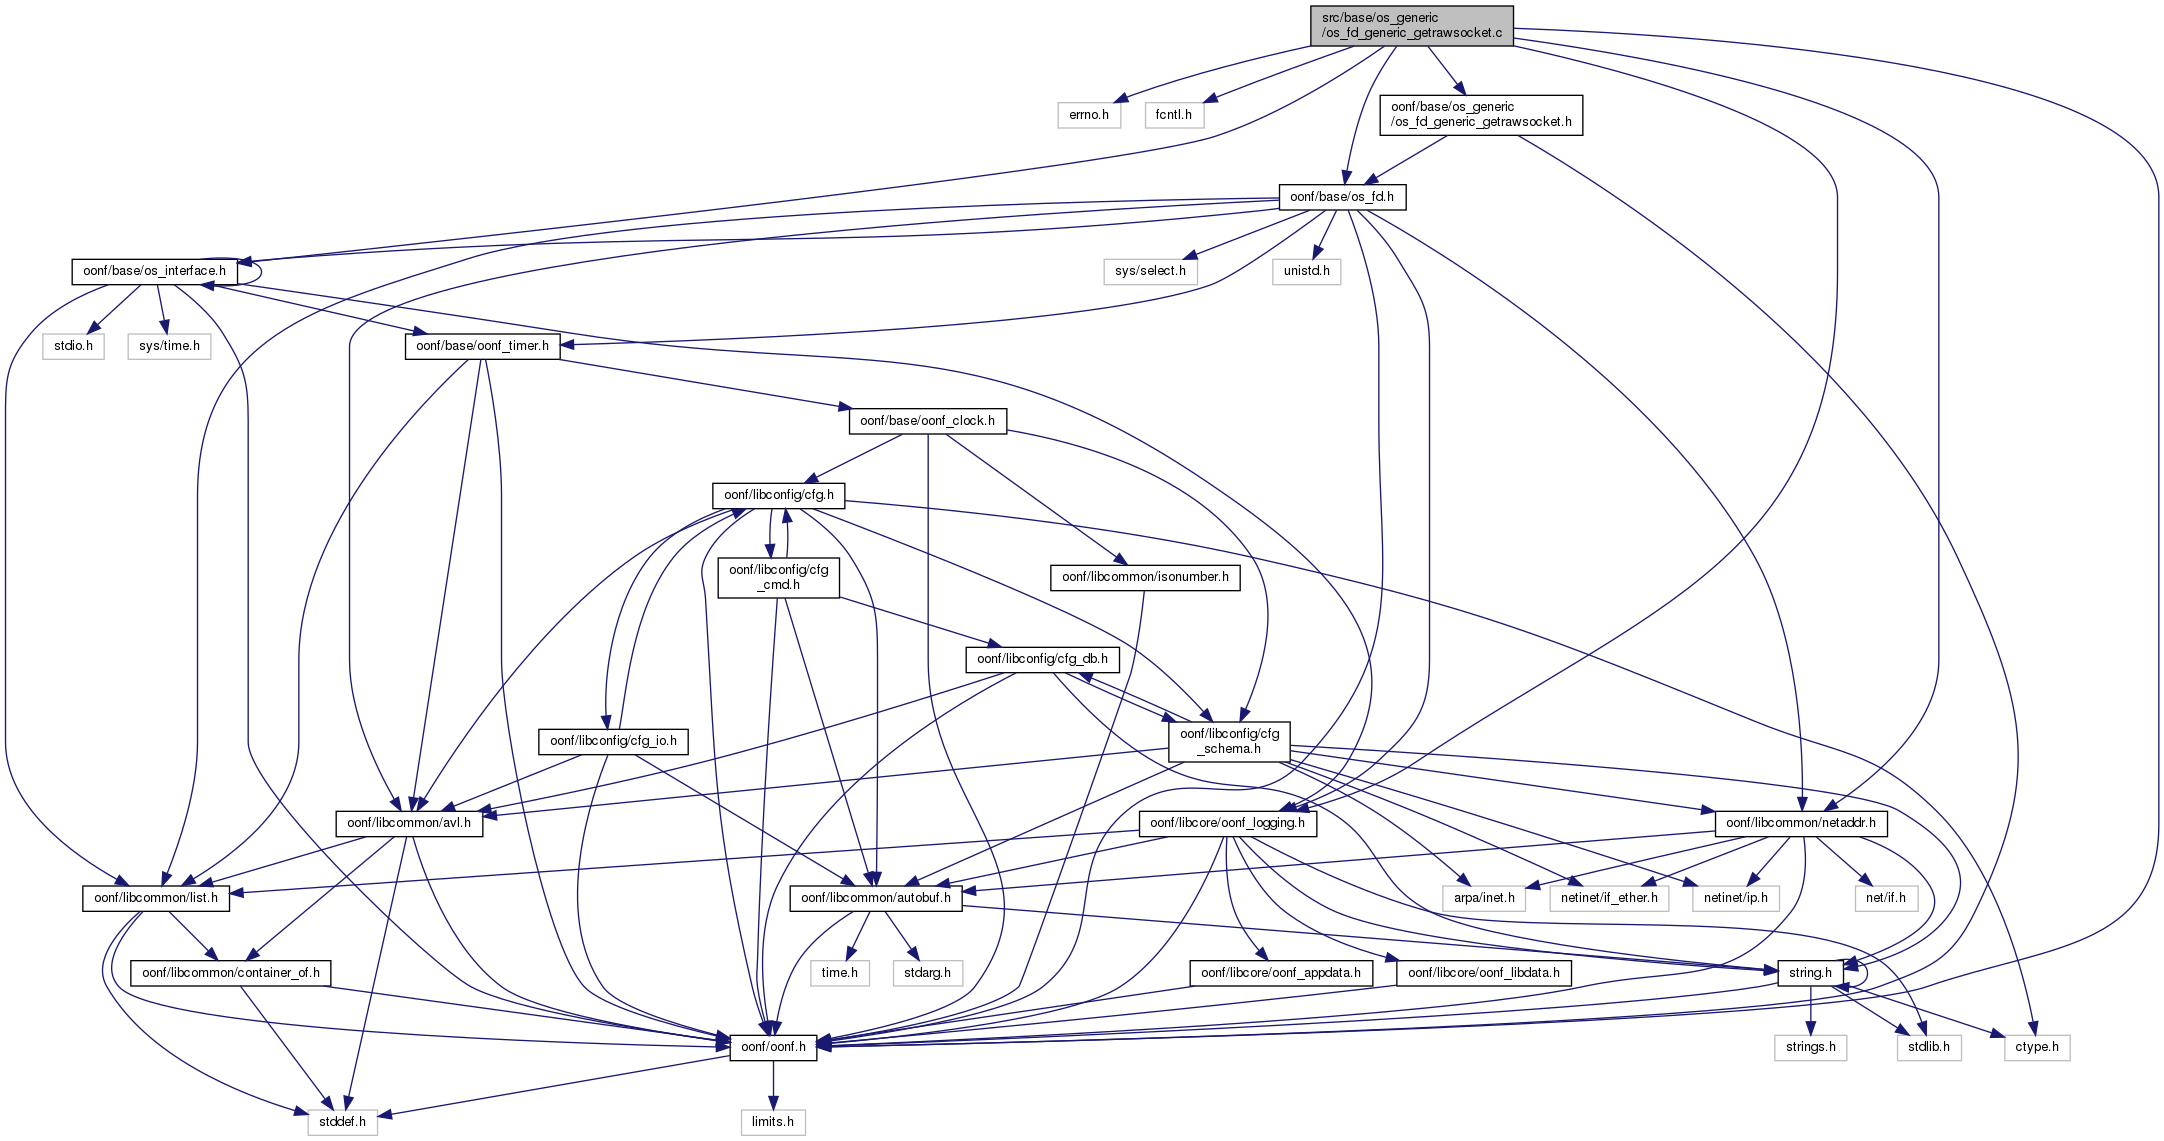 src/base/os_generic
/os_fd_generic_getrawsocket.c
errno.h
fcntl.h
oonf/base/os_generic
/os_fd_generic_getrawsocket.h
oonf/base/os_fd.h
oonf/base/os_interface.h
sys/select.h
unistd.h
stdio.h
sys/time.h
oonf/base/oonf_timer.h
oonf/base/oonf_clock.h
oonf/libconfig/cfg.h
oonf/libconfig/cfg
_cmd.h
oonf/libcommon/isonumber.h
oonf/libconfig/cfg_db.h
oonf/libconfig/cfg_io.h
oonf/libconfig/cfg
_schema.h
oonf/libcommon/avl.h
oonf/libcore/oonf_logging.h
oonf/libcommon/netaddr.h
oonf/libcommon/list.h
oonf/libcommon/autobuf.h
arpa/inet.h
netinet/if_ether.h
netinet/ip.h
net/if.h
oonf/libcommon/container_of.h
time.h
stdarg.h
oonf/libcore/oonf_appdata.h
oonf/libcore/oonf_libdata.h
string.h
oonf/oonf.h
strings.h
stdlib.h
ctype.h
stddef.h
limits.h